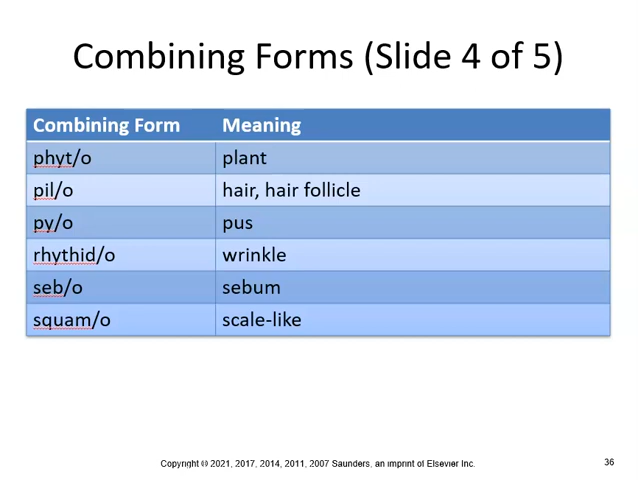 Combining Forms (Slide 4 of 5)
Combining Form Meaning
phyt/o plant
pil/o hair, hair follicle
py/o pus
rhythid/o wrinkle
seb/o sebum
squam/o scale-like
Copyright © 2021, 2017, 2014, 2011, 2007 Saunders, an imprint of Elsevier Inc.
36